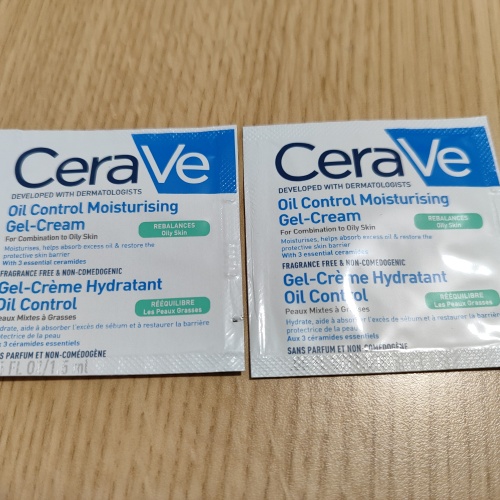 CeraVe
DEVELOPED WITH DERMATOLOGISTS
Oil Control Moisturising
Gel-Cream
For Combination to Oily Skin
REBALANCES
Oily Skin
Moisturises, helps absorb excess oil & restore the
protective skin barrier
With 3 essential ceramides
FRAGRANCE FREE & NON-COMEDOGENIC
Gel-Crème Hydratant
Oil Control
Peaux Mixtes à Grasses
RÉÉQUILIBRE
Les Peaux Grasses
drate, aide à absorber l'excès de sébum et à restaurer la barrière
protectrice de la peau
Aux 3 céramides essentiels
S PARFUM ET NON-COMÉDOGÈNE
CeraVe
DEVELOPED WITH DERMATOLOGISTS
Oil Control Moisturising
Gel-Cream
For Combination to Oily Skin
REBALANCES
Oily Skin
Moisturises, helps absorb excess oil & restore the
protective skin barrier
With 3 essential ceramides
FRAGRANCE FREE & NON-COMEDOGENIC
Gel-Crème Hydratant
Oil Control
Peaux Mixtes à Grasses
RÉÉQUILIBRE
Les Peaux Grasses
Hydrate, aide à absorber l'excès de sébum et à restaurer la barrière
protectrice de la peau
Aux 3 céramides essentiels
SANS PARFUM ET NON-COMÉDOGÈNE